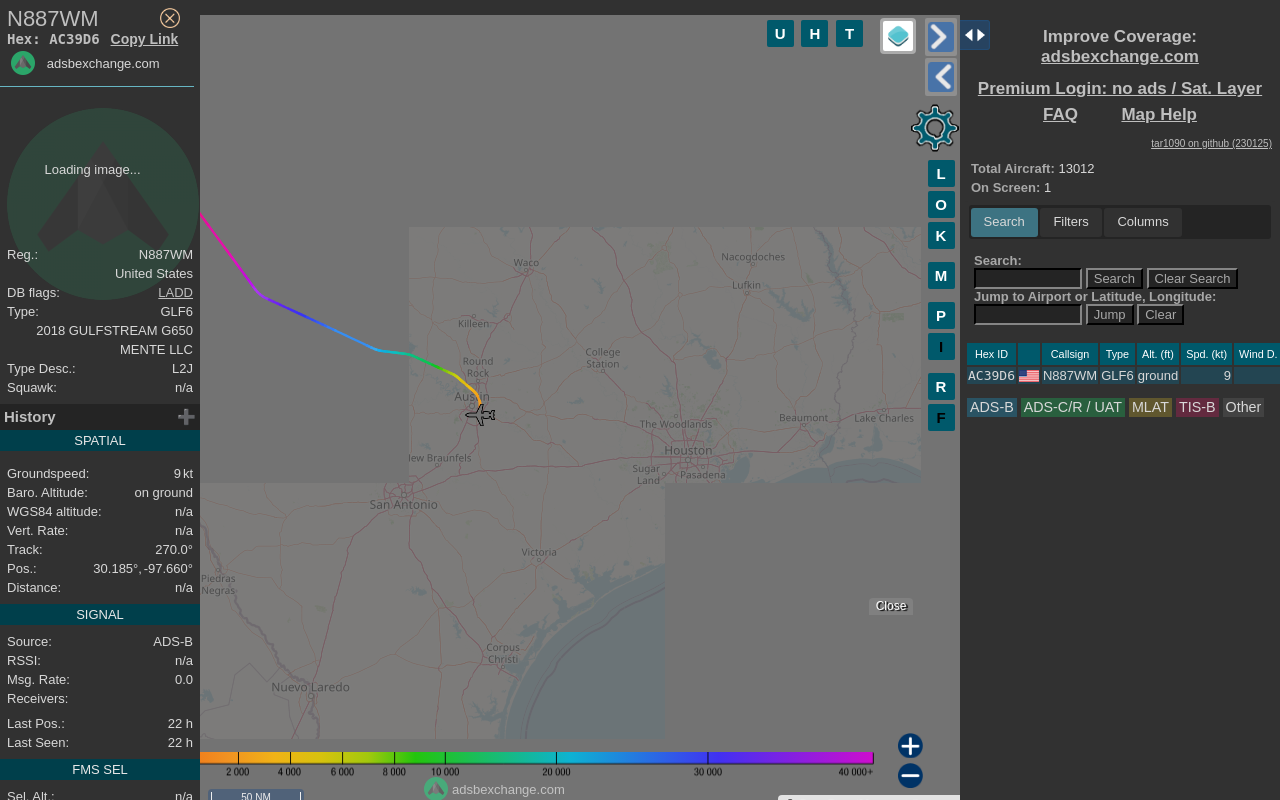 N887WM
Hex: AC39D6 Copy Link
adsbexchange.com
Loading image...
Reg.: N887WM
United States
DB flags: LADD
Type: GLF6
2018 GULFSTREAM G650
MENTE LLC
Type Desc.: L2J
Squawk: n/a
History
SPATIAL
Groundspeed: 9 kt
Baro. Altitude: on ground
WGS84 altitude: n/a
Vert. Rate: n/a
Track: 270.0°
Pos.: 30.185°, -97.660°
Distance: n/a
SIGNAL
Source: ADS-B
RSSI: n/a
Msg. Rate: 0.0
Receivers:
Last Pos.: 22 h
Last Seen: 22 h
FMS SEL
Sel. Alt.: n/a
U H T
L
O
K
M
P
I
R
F
Waco
Nacogdoches
Lufkin
Killeen
Round
Rock
College
Station
Austin
The Woodlands
Beaumont
Lake Charles
Houston
Sugar
Land
Pasadena
lew Braunfels
San Antonio
Victoria
Piedras
Negras
Corpus
Christi
Nuevo Laredo
Close
2 000 4 000 6 000 8 000 10 000 20 000 30 000 40 000+
adsbexchange.com
50 NM
Improve Coverage:
adsbexchange.com
Premium Login: no ads / Sat. Layer
FAQ Map Help
tar1090 on github (230125)
Total Aircraft: 13012
On Screen: 1
Search Filters Columns
Search:
Search Clear Search
Jump to Airport or Latitude, Longitude:
Jump Clear
Hex ID Callsign Type Alt. (ft) Spd. (kt) Wind D.
AC39D6 N887WM GLF6 ground 9
ADS-B ADS-C/R / UAT MLAT TIS-B Other